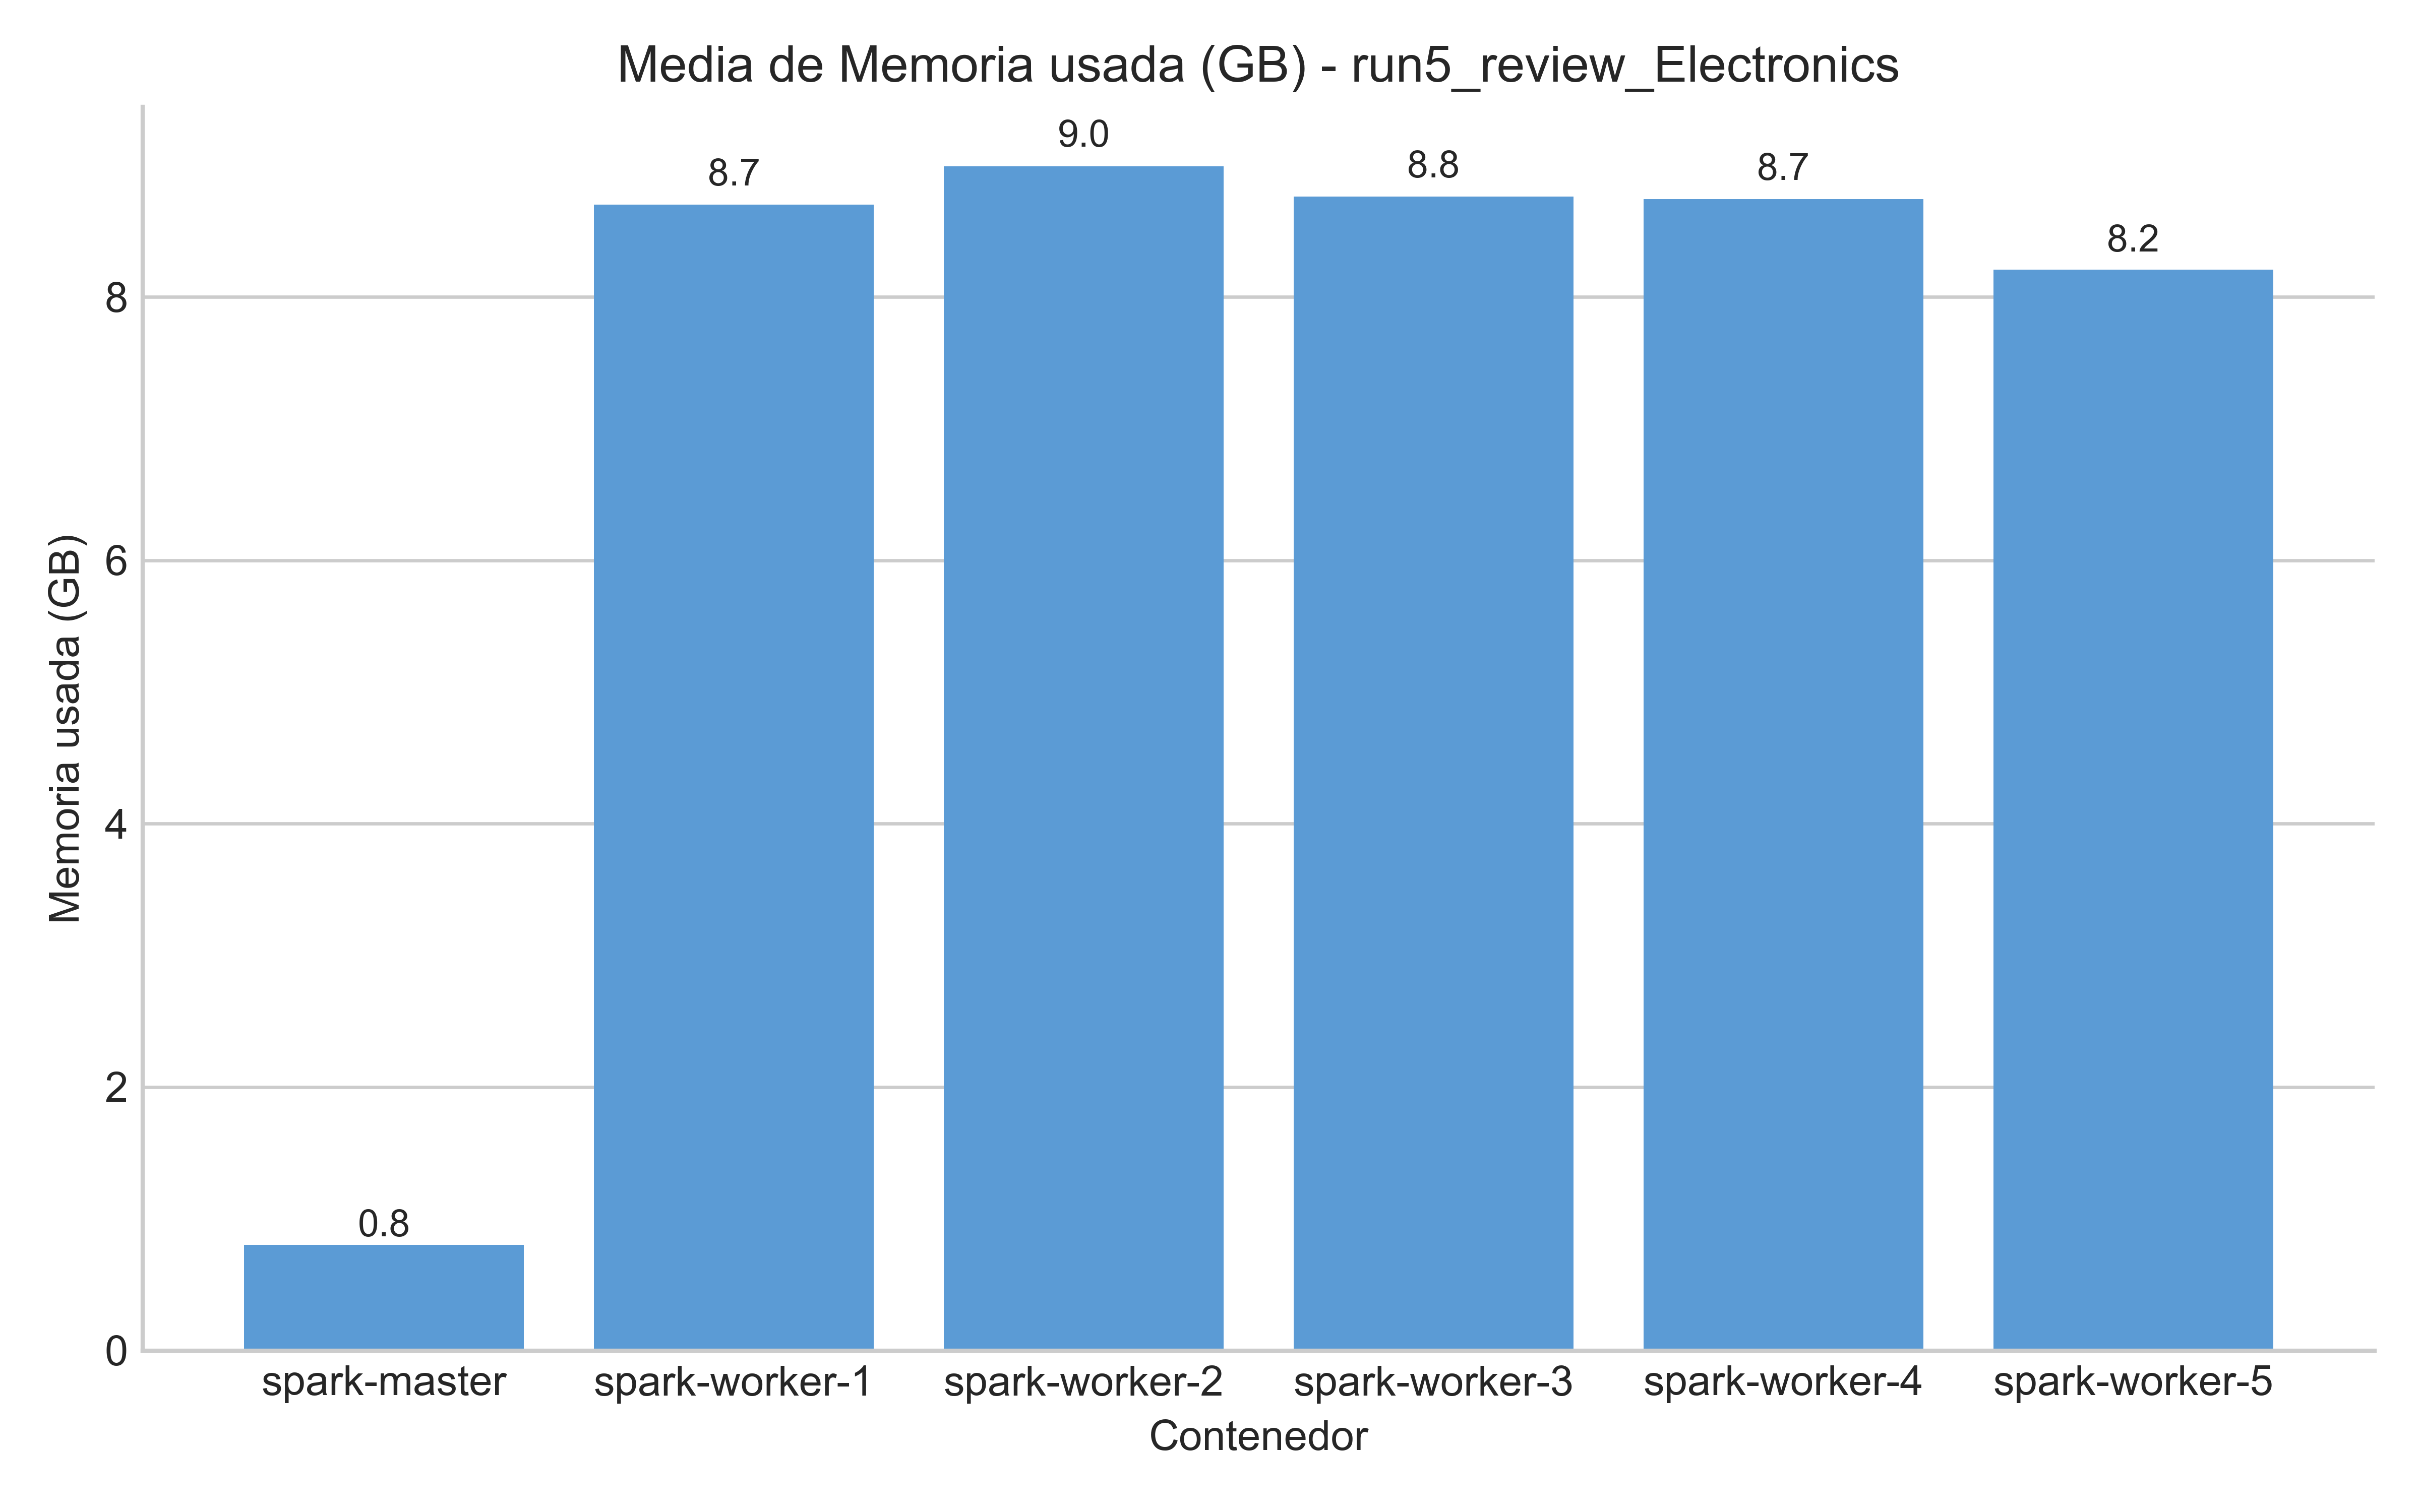 Media de Memoria usada (GB) - run5_review_Electronics
9.0
8.7
8.8
8.7
8.2
0.8
8
6
4
2
0
Memoria usada (GB)
spark-master
spark-worker-1
spark-worker-2
spark-worker-3
spark-worker-4
spark-worker-5
Contenedor